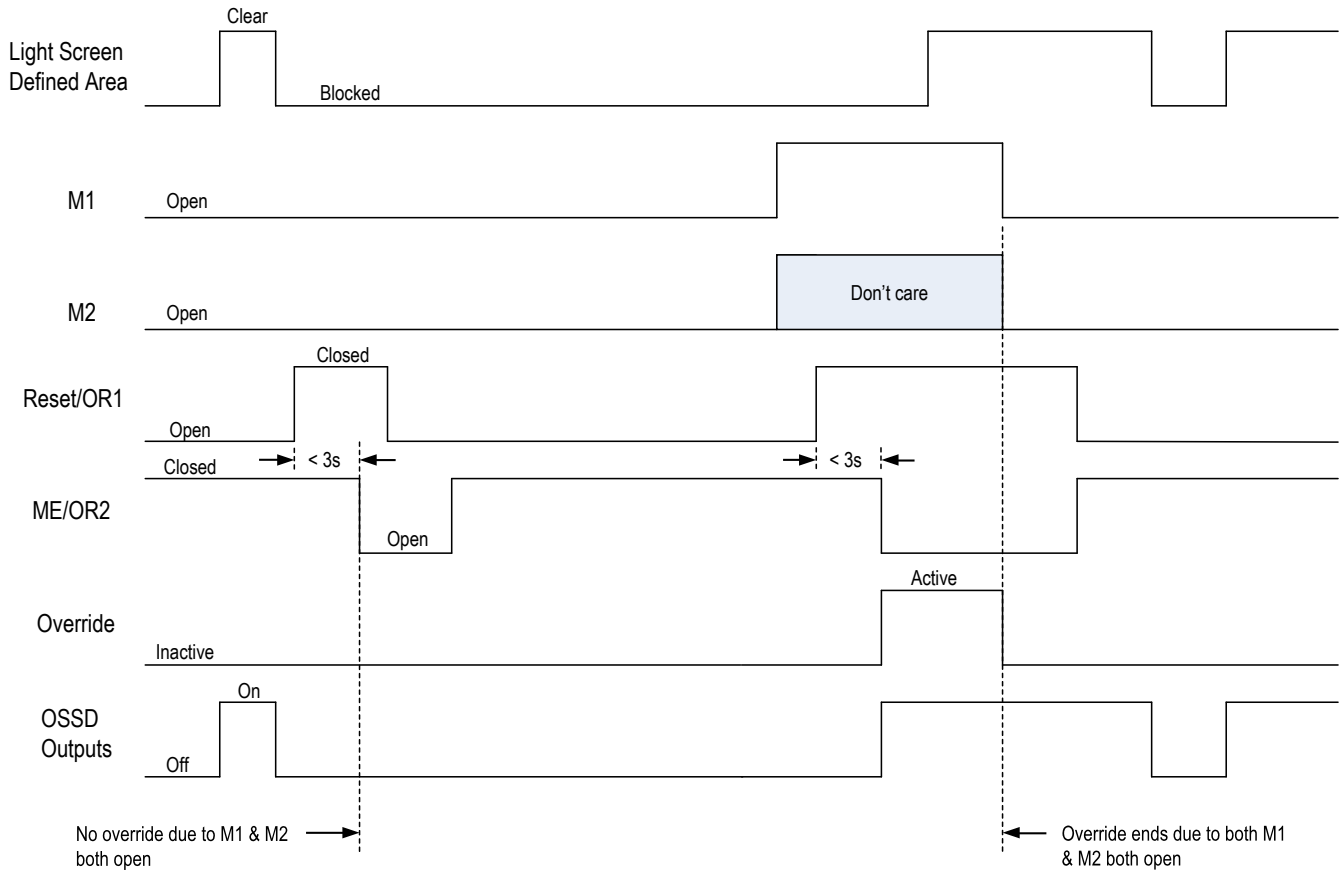 Clear
Light Screen
Defined Area
Blocked
M1
Open
Don't care
M2
Open
Closed
Reset/OR1
Open
< 3s
< 3s
Closed
ME/OR2
Open
Active
Override
Inactive
On
OSSD
Outputs
Off
No override due to M1 & M2
both open
Override ends due to both M1
& M2 both open